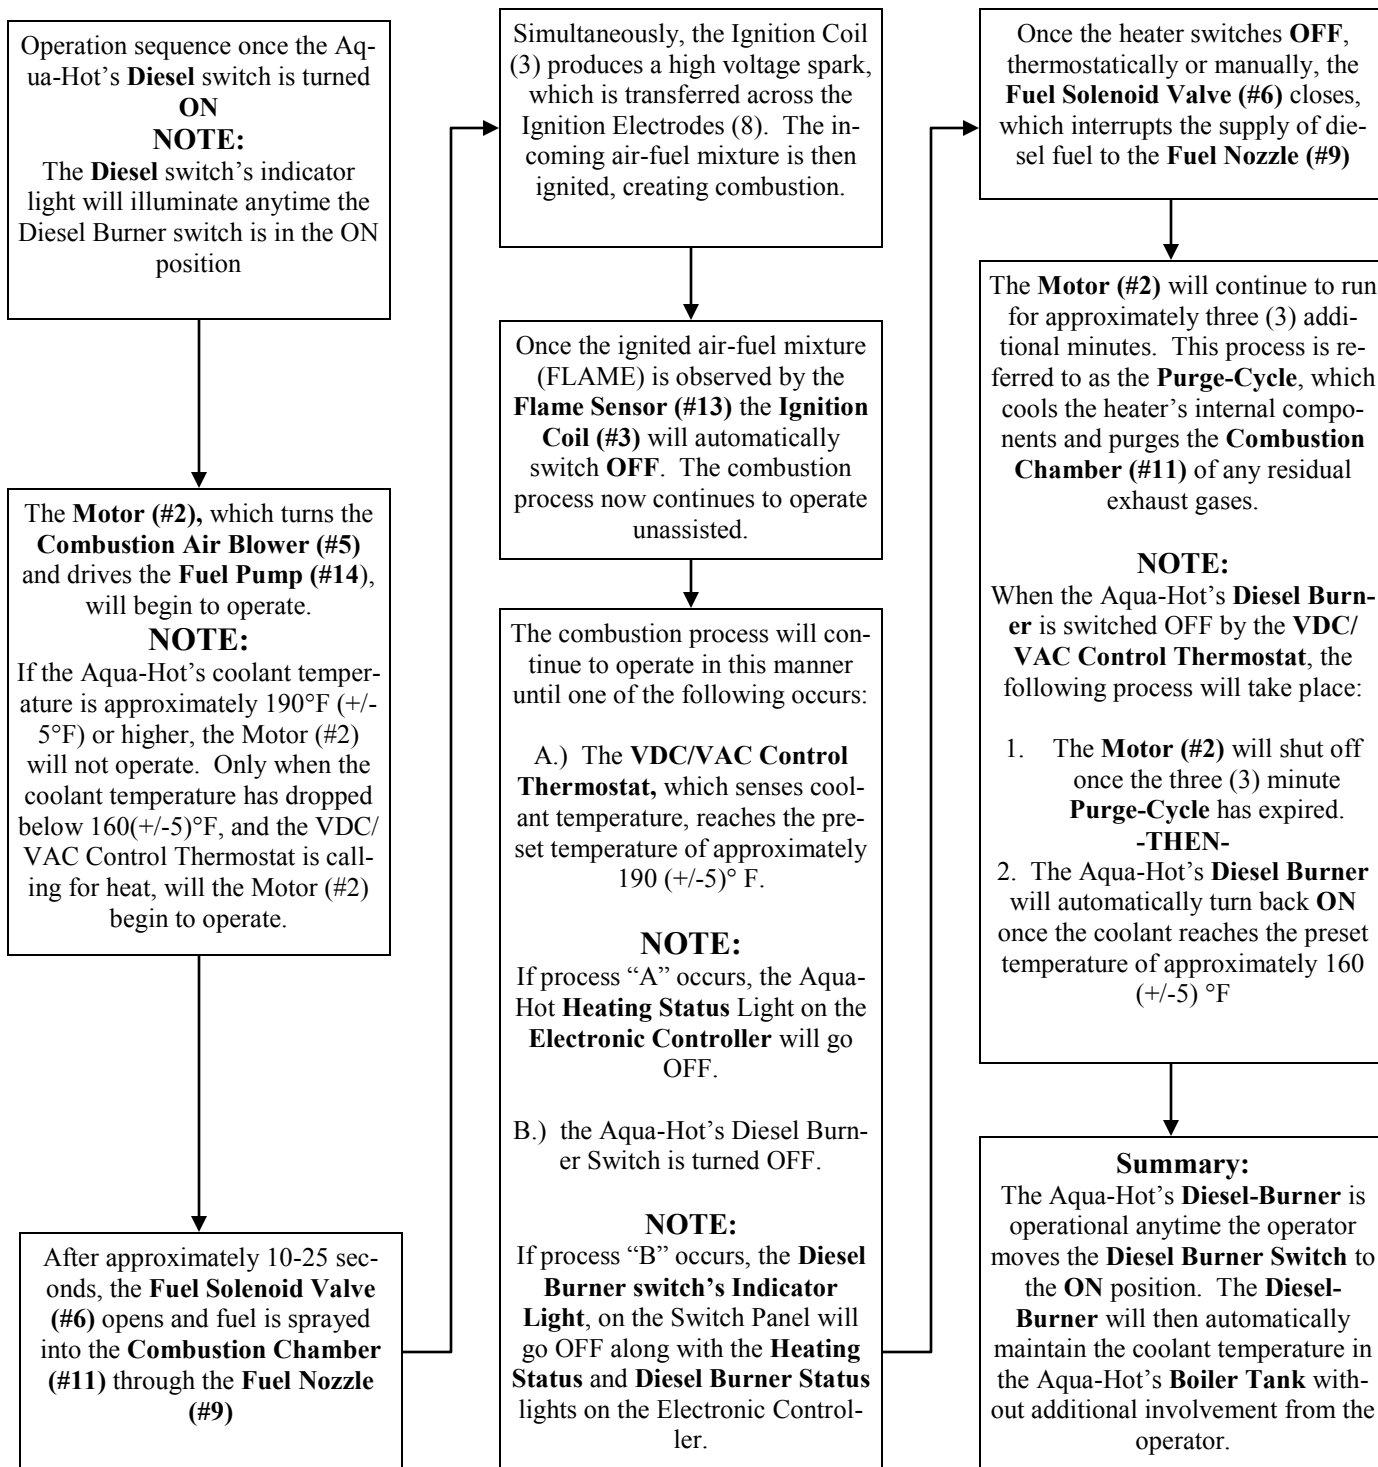 Operation sequence once the Aq-
ua-Hot's Diesel switch is turned
ON
NOTE:
The Diesel switch's indicator
light will illuminate anytime the
Diesel Burner switch is in the ON
position
The Motor (#2), which turns the
Combustion Air Blower (#5)
and drives the Fuel Pump (#14),
will begin to operate.
NOTE:
If the Aqua-Hot's coolant temper-
ature is approximately 190°F (+/-
5°F) or higher, the Motor (#2)
will not operate. Only when the
coolant temperature has dropped
below 160(+/-5)°F, and the VDC/
VAC Control Thermostat is call-
ing for heat, will the Motor (#2)
begin to operate.
After approximately 10-25 sec-
onds, the Fuel Solenoid Valve
(#6) opens and fuel is sprayed
into the Combustion Chamber
(#11) through the Fuel Nozzle
(#9)
Simultaneously, the Ignition Coil
(3) produces a high voltage spark,
which is transferred across the
Ignition Electrodes (8). The in-
coming air-fuel mixture is then
ignited, creating combustion.
Once the ignited air-fuel mixture
(FLAME) is observed by the
Flame Sensor (#13) the Ignition
Coil (#3) will automatically
switch OFF. The combustion
process now continues to operate
unassisted.
The combustion process will con-
tinue to operate in this manner
until one of the following occurs:
A.) The VDC/VAC Control
Thermostat, which senses cool-
ant temperature, reaches the pre-
set temperature of approximately
190 (+/-5)° F.
NOTE:
If process “A” occurs, the Aqua-
Hot Heating Status Light on the
Electronic Controller will go
OFF.
B.) the Aqua-Hot's Diesel Burn-
er Switch is turned OFF.
NOTE:
If process “B” occurs, the Diesel
Burner switch's Indicator
Light, on the Switch Panel will
go OFF along with the Heating
Status and Diesel Burner Status
lights on the Electronic Control-
ler.
Once the heater switches OFF,
thermostatically or manually, the
Fuel Solenoid Valve (#6) closes,
which interrupts the supply of die-
sel fuel to the Fuel Nozzle (#9)
The Motor (#2) will continue to run
for approximately three (3) addi-
tional minutes. This process is re-
ferred to as the Purge-Cycle, which
cools the heater's internal compo-
nents and purges the Combustion
Chamber (#11) of any residual
exhaust gases.
NOTE:
When the Aqua-Hot's Diesel Burn-
er is switched OFF by the VDC/
VAC Control Thermostat, the
following process will take place:
1. The Motor (#2) will shut off
once the three (3) minute
Purge-Cycle has expired.
-THEN-
2. The Aqua-Hot's Diesel Burner
will automatically turn back ON
once the coolant reaches the preset
temperature of approximately 160
(+/-5) °F
Summary:
The Aqua-Hot's Diesel-Burner is
operational anytime the operator
moves the Diesel Burner Switch to
the ON position. The Diesel-
Burner will then automatically
maintain the coolant temperature in
the Aqua-Hot's Boiler Tank with-
out additional involvement from the
operator.